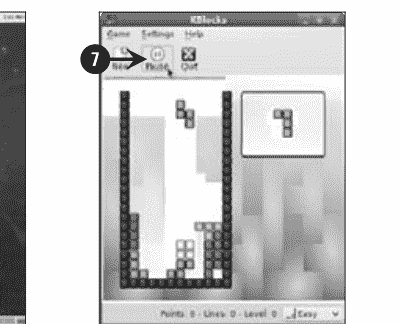 KBlocks
Game Settings Help
7
New Pause Quit
Points: 0 - Lines: 0 - Level: 0 Easy